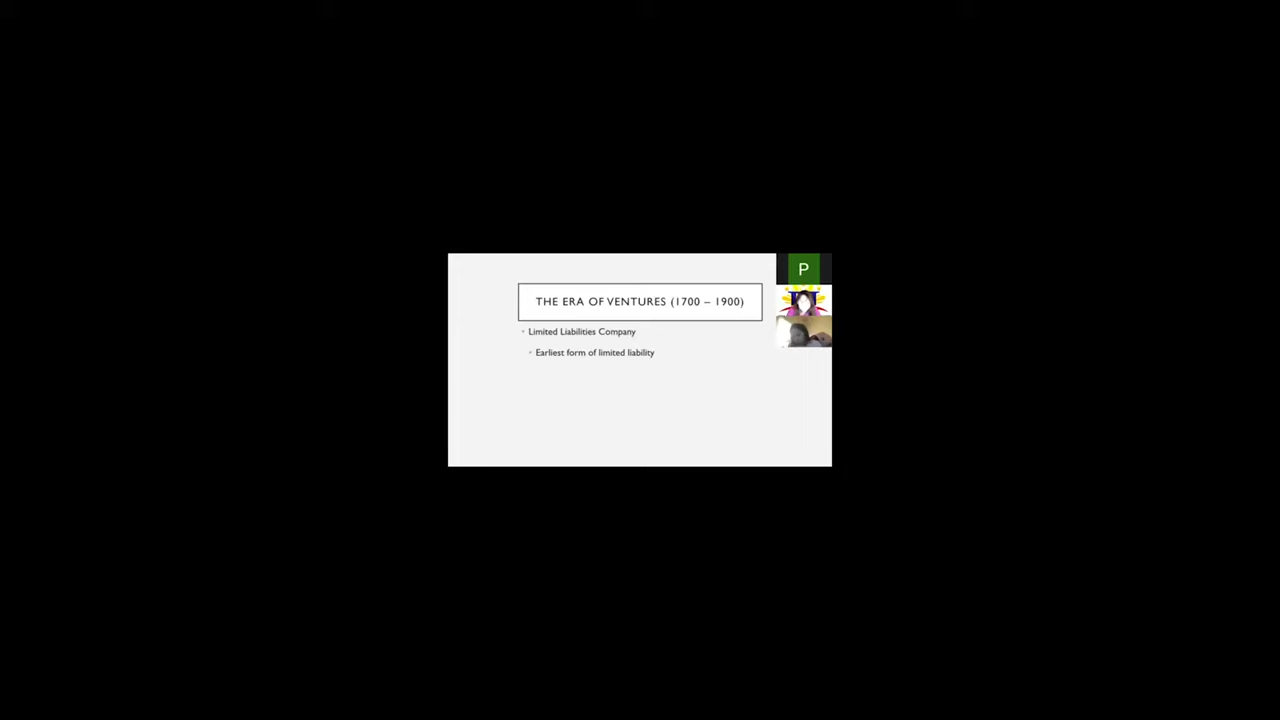 THE ERA OF VENTURES (1700 – 1900)
P
• Limited Liabilities Company
• Earliest form of limited liability